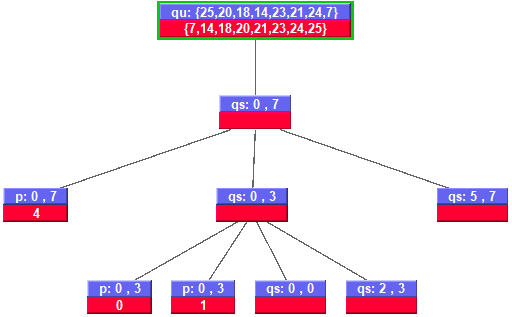 qu: {25,20,18,14,23,21,24,7}
{7,14,18,20,21,23,24,25}
qs: 0 , 7
p: 0 , 7
4
qs: 0 , 3
qs: 5 , 7
p: 0 , 3
0
p: 0 , 3
1
qs: 0 , 0
qs: 2 , 3